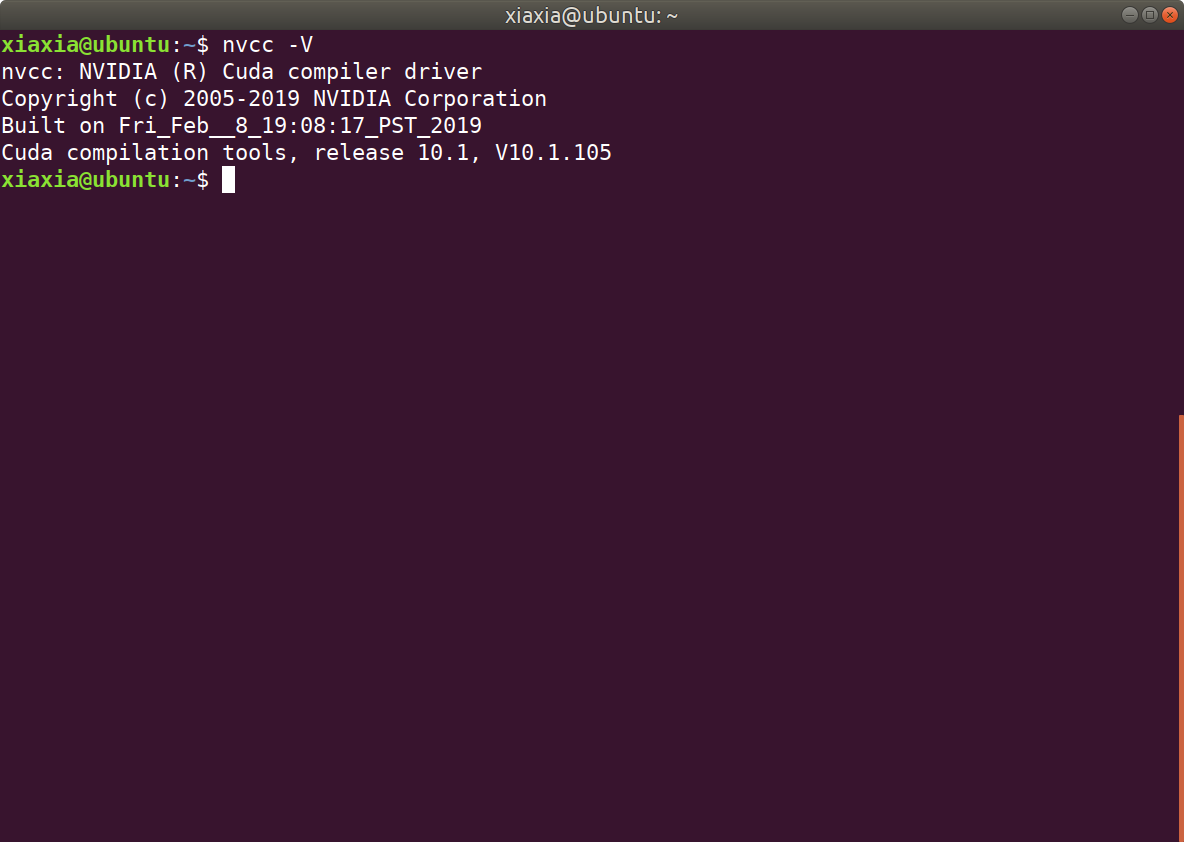 xiaxia@ubuntu: ~
xiaxia@ubuntu:~$ nvcc -V
nvcc: NVIDIA (R) Cuda compiler driver
Copyright (c) 2005-2019 NVIDIA Corporation
Built on Fri_Feb__8_19:08:17_PST_2019
Cuda compilation tools, release 10.1, V10.1.105
xiaxia@ubuntu:~$